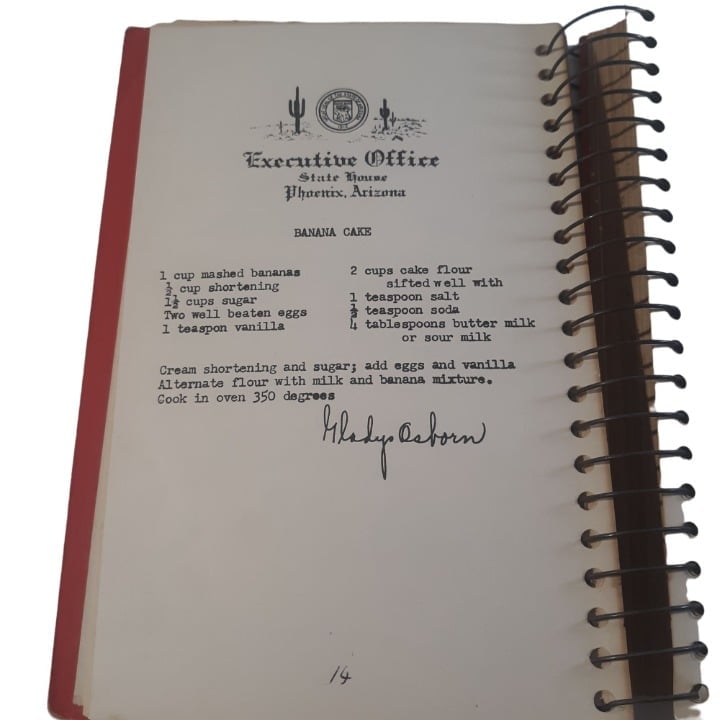 Executive Office
State House
Phoenix, Arizona
BANANA CAKE
1 cup mashed bananas
½ cup shortening
1½ cups sugar
Two well beaten eggs
1 teaspon vanilla
2 cups cake flour
sifted well with
1 teaspoon salt
½ teaspoon soda
4 tablespoons butter milk
or sour milk
Cream shortening and sugar; add eggs and vanilla
Alternate flour with milk and banana mixture.
Cook in oven 350 degrees
Gladys Osborn
14